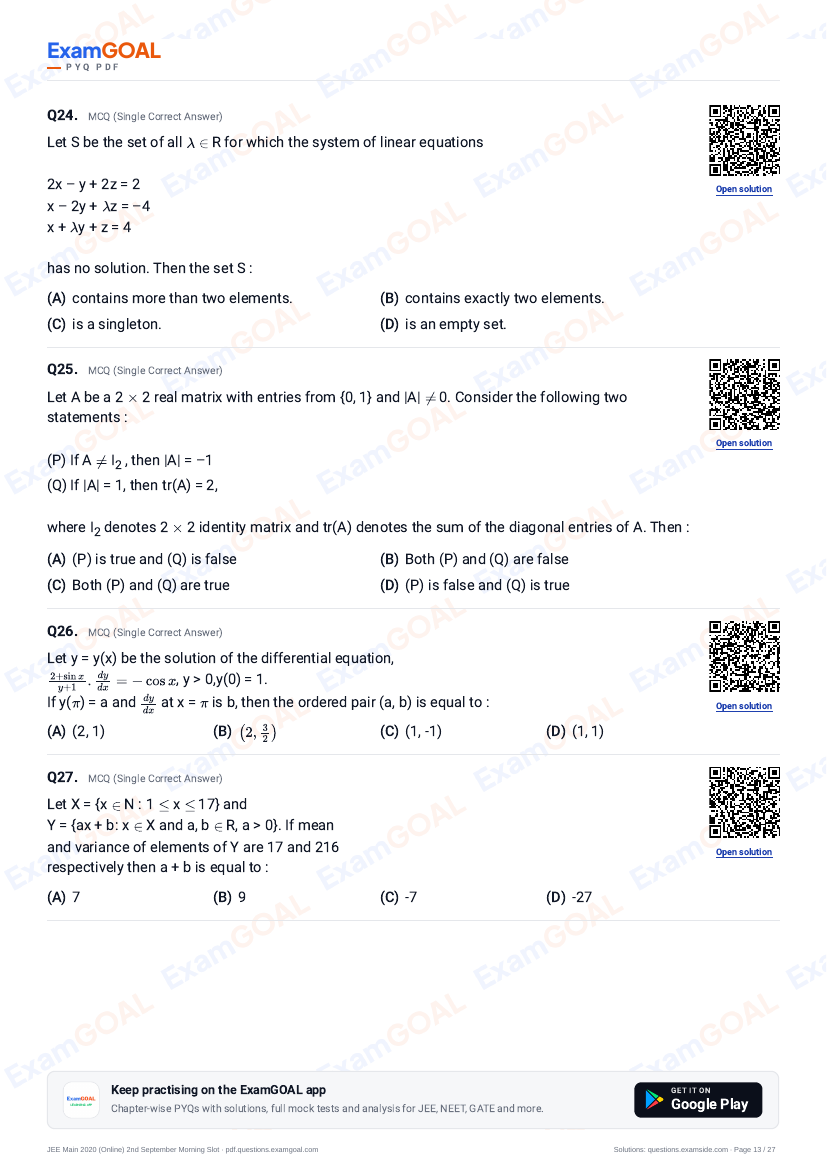 ExamGOAL
PYQ PDF
Q24. MCQ (Single Correct Answer)
Let S be the set of all λ ∈ R for which the system of linear equations
2x − y + 2z = 2
x − 2y + λz = −4
x + λy + z = 4
has no solution. Then the set S :
(A) contains more than two elements.
(B) contains exactly two elements.
(C) is a singleton.
(D) is an empty set.
Open solution
Q25. MCQ (Single Correct Answer)
Let A be a 2 × 2 real matrix with entries from {0, 1} and |A| ≠ 0. Consider the following two
statements :
(P) If A ≠ I₂ , then |A| = −1
(Q) If |A| = 1, then tr(A) = 2,
where I₂ denotes 2 × 2 identity matrix and tr(A) denotes the sum of the diagonal entries of A. Then :
(A) (P) is true and (Q) is false
(B) Both (P) and (Q) are false
(C) Both (P) and (Q) are true
(D) (P) is false and (Q) is true
Open solution
Q26. MCQ (Single Correct Answer)
Let y = y(x) be the solution of the differential equation,
(2+sin x)/(y+1) . dy/dx = − cos x, y > 0,y(0) = 1.
If y(π) = a and dy/dx at x = π is b, then the ordered pair (a, b) is equal to :
(A) (2, 1)
(B) (2, 3/2)
(C) (1, -1)
(D) (1, 1)
Open solution
Q27. MCQ (Single Correct Answer)
Let X = {x ∈ N : 1 ≤ x ≤ 17} and
Y = {ax + b: x ∈ X and a, b ∈ R, a > 0}. If mean
and variance of elements of Y are 17 and 216
respectively then a + b is equal to :
(A) 7
(B) 9
(C) -7
(D) -27
Open solution
ExamGOAL
Keep practising on the ExamGOAL app
Chapter-wise PYQs with solutions, full mock tests and analysis for JEE, NEET, GATE and more.
GET IT ON
Google Play
JEE Main 2020 (Online) 2nd September Morning Slot · pdf.questions.examgoal.com
Solutions: questions.examside.com · Page 13 / 27